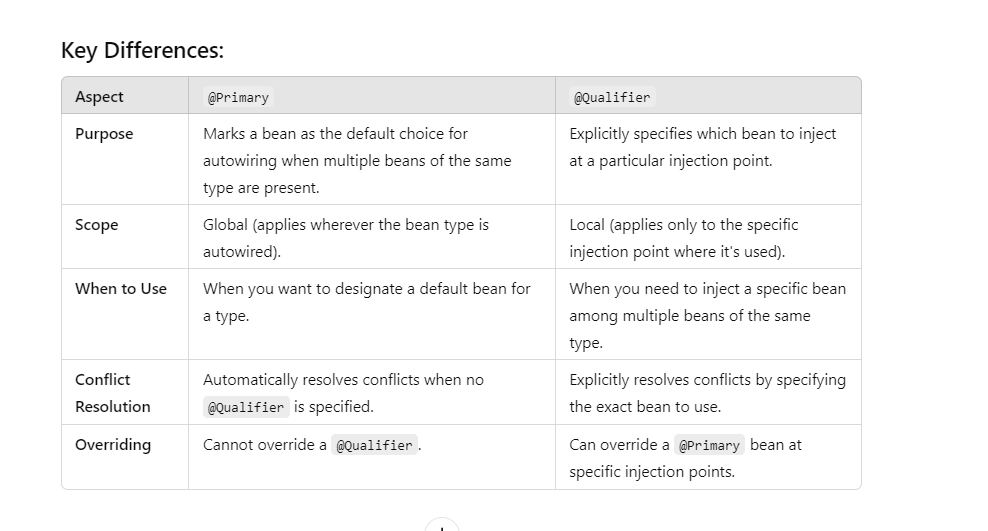 Key Differences:
Aspect @Primary @Qualifier
Purpose Marks a bean as the default choice for autowiring when multiple beans of the same type are present. Explicitly specifies which bean to inject at a particular injection point.
Scope Global (applies wherever the bean type is autowired). Local (applies only to the specific injection point where it's used).
When to Use When you want to designate a default bean for a type. When you need to inject a specific bean among multiple beans of the same type.
Conflict Resolution Automatically resolves conflicts when no @Qualifier is specified. Explicitly resolves conflicts by specifying the exact bean to use.
Overriding Cannot override a @Qualifier. Can override a @Primary bean at specific injection points.